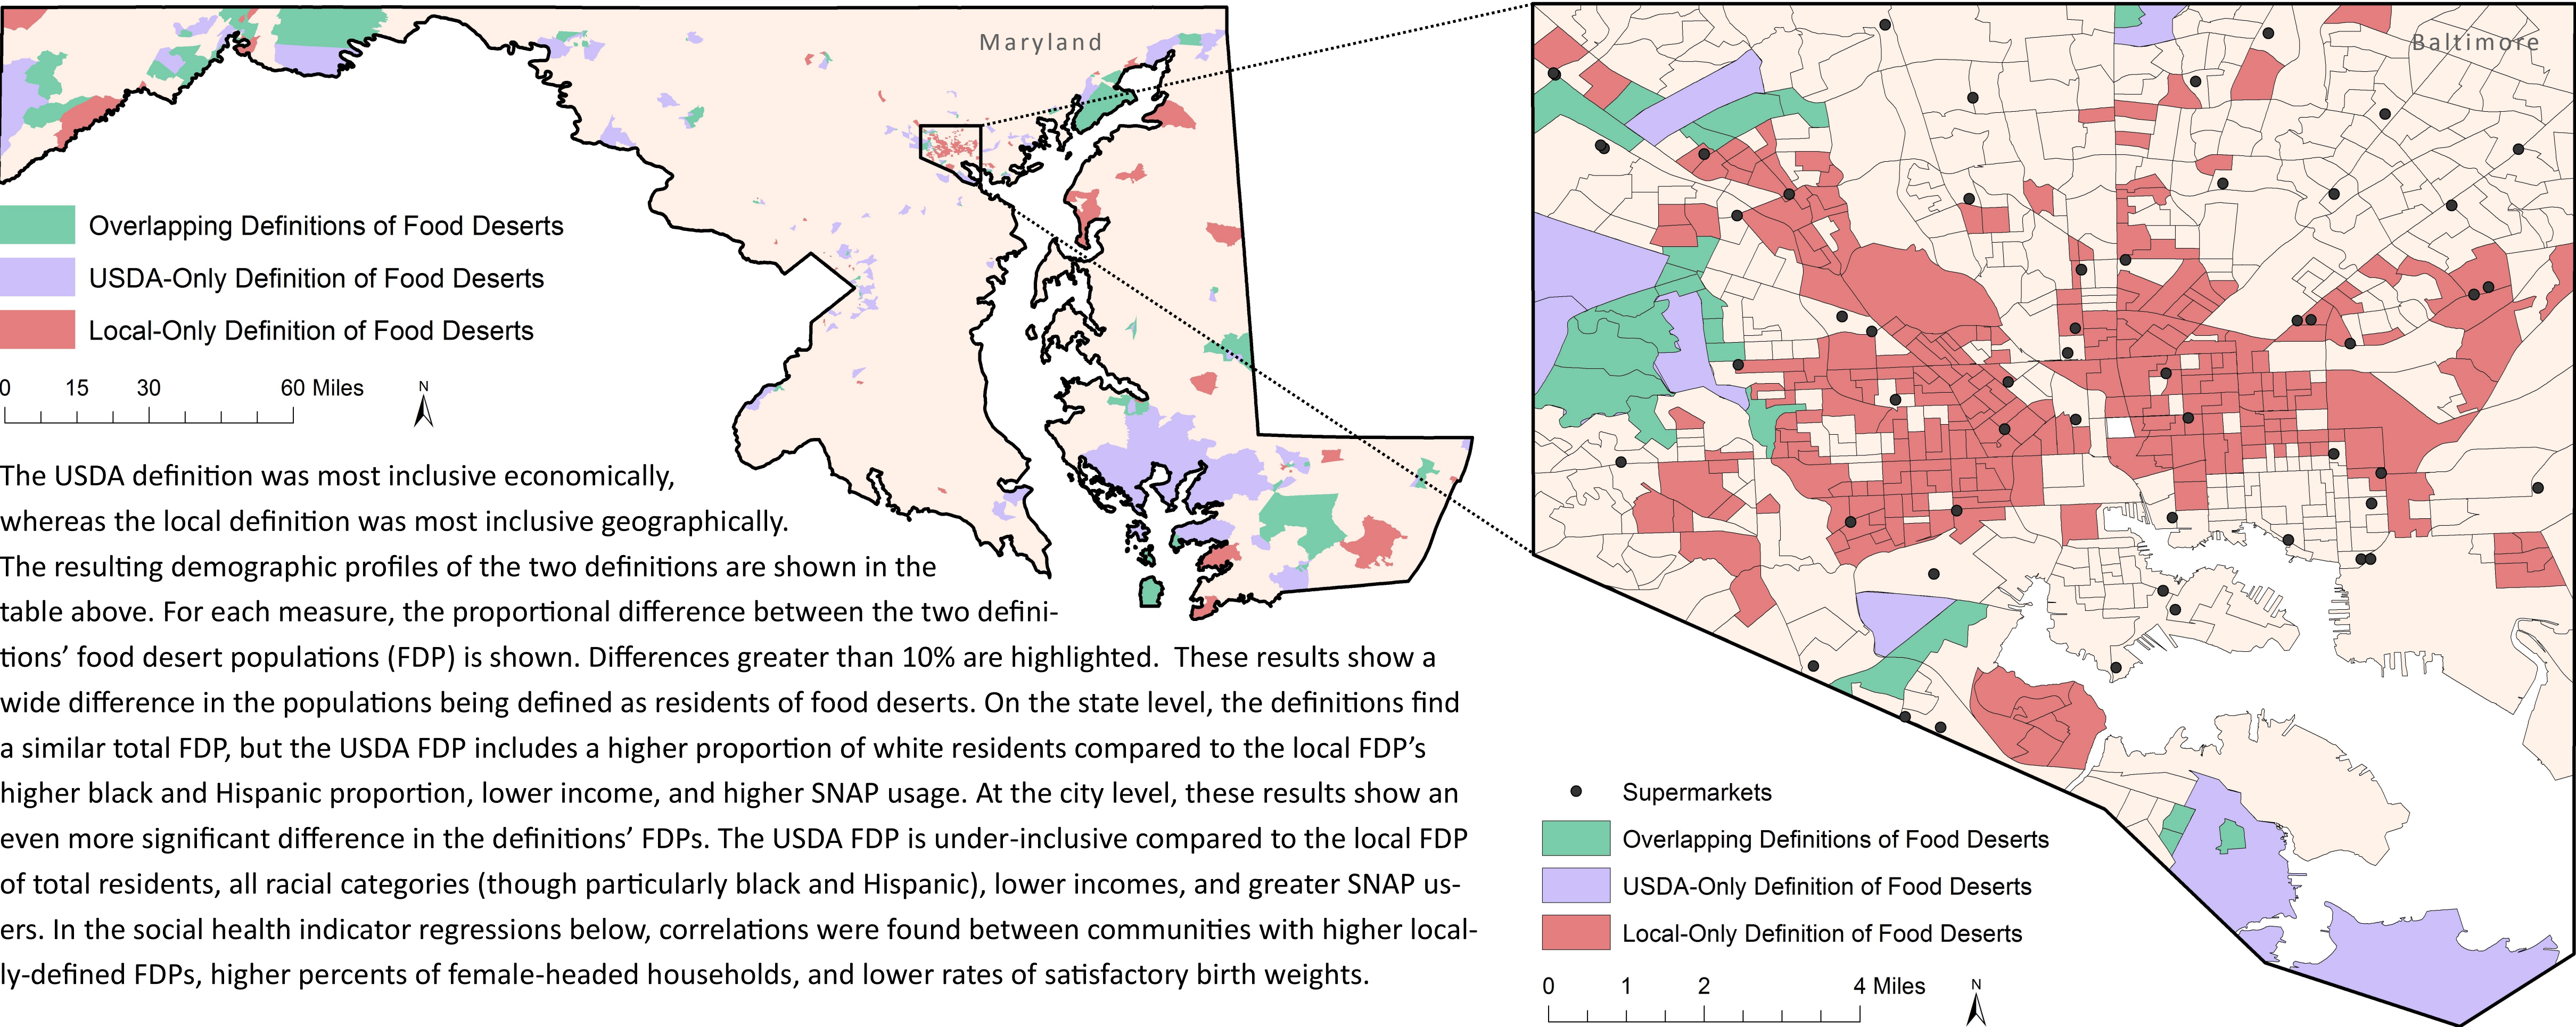 Maryland
Overlapping Definitions of Food Deserts
USDA-Only Definition of Food Deserts
Local-Only Definition of Food Deserts
0 15 30 60 Miles
N
The USDA definition was most inclusive economically,
whereas the local definition was most inclusive geographically.
The resulting demographic profiles of the two definitions are shown in the
table above. For each measure, the proportional difference between the two defini-
tions’ food desert populations (FDP) is shown. Differences greater than 10% are highlighted.  These results show a
wide difference in the populations being defined as residents of food deserts. On the state level, the definitions find
a similar total FDP, but the USDA FDP includes a higher proportion of white residents compared to the local FDP’s
higher black and Hispanic proportion, lower income, and higher SNAP usage. At the city level, these results show an
even more significant difference in the definitions’ FDPs. The USDA FDP is under-inclusive compared to the local FDP
of total residents, all racial categories (though particularly black and Hispanic), lower incomes, and greater SNAP us-
ers. In the social health indicator regressions below, correlations were found between communities with higher local-
ly-defined FDPs, higher percents of female-headed households, and lower rates of satisfactory birth weights.
Baltimore
Supermarkets
Overlapping Definitions of Food Deserts
USDA-Only Definition of Food Deserts
Local-Only Definition of Food Deserts
0 1 2 4 Miles
N